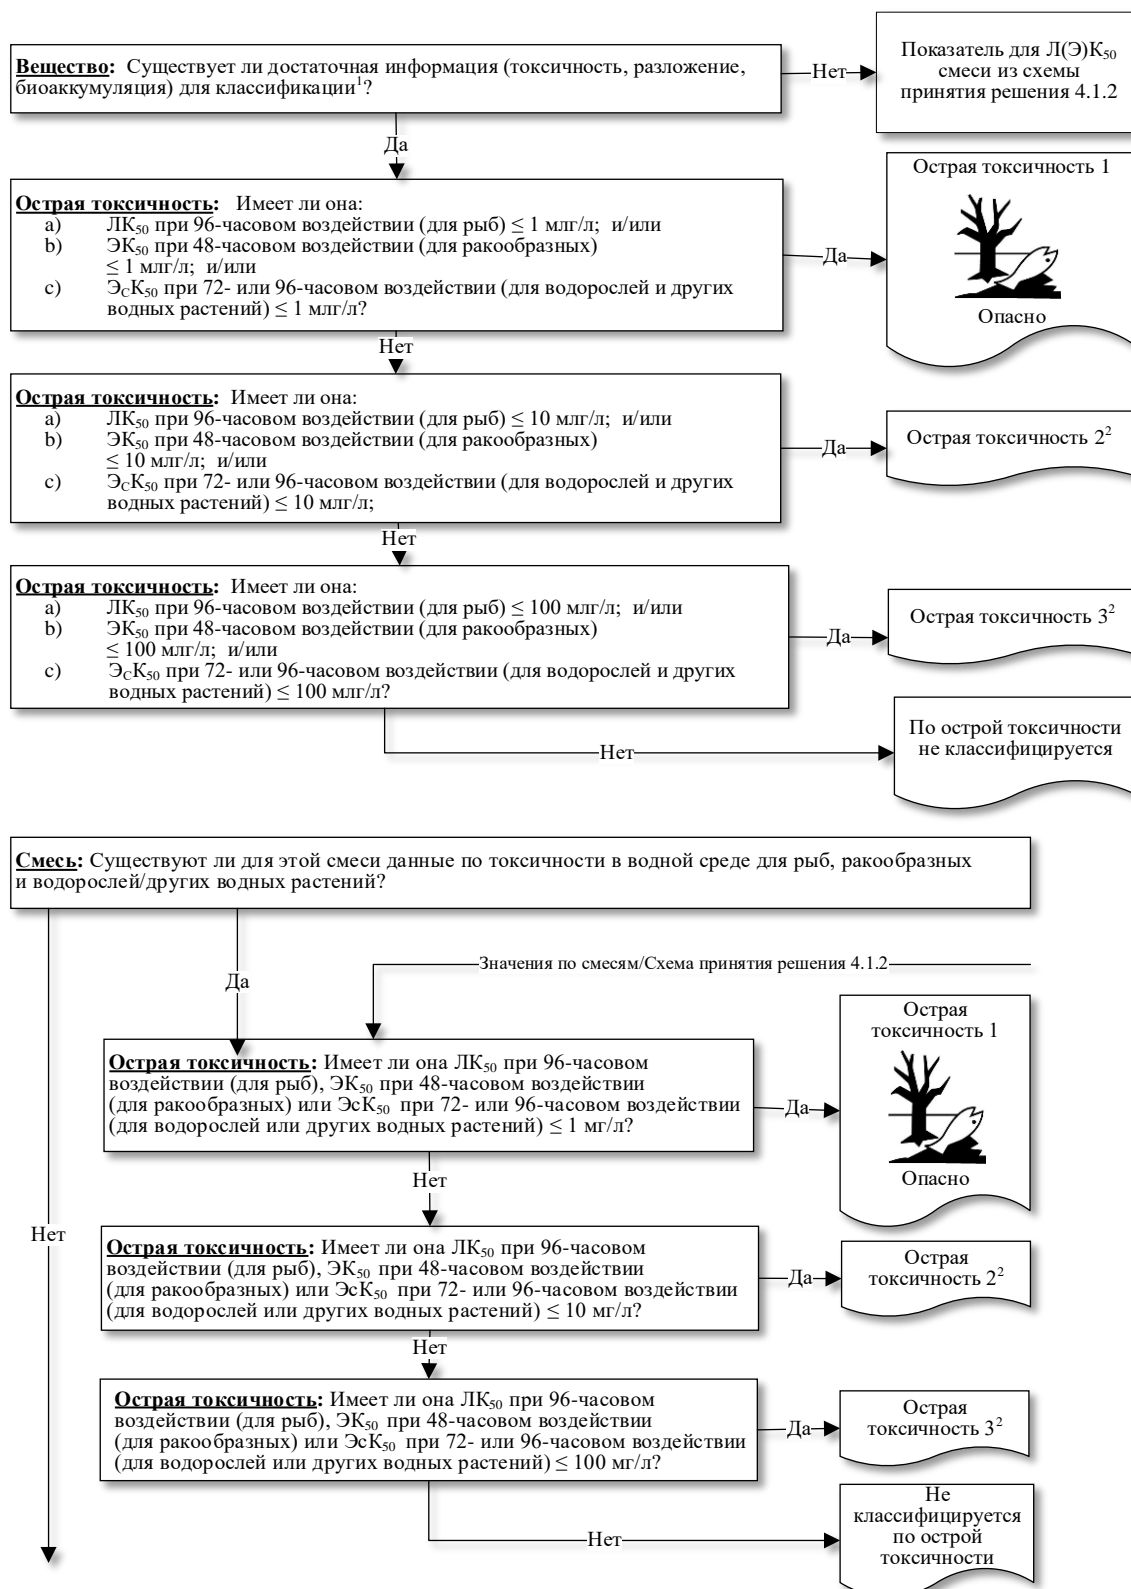 Вещество: Существует ли достаточная информация (токсичность, разложение,
биоаккумуляция) для классификации¹?
Нет
Показатель для Л(Э)К₅₀
смеси из схемы
принятия решения 4.1.2
Да
Острая токсичность: Имеет ли она:
a) ЛК₅₀ при 96-часовом воздействии (для рыб) ≤ 1 млг/л; и/или
b) ЭК₅₀ при 48-часовом воздействии (для ракообразных)
≤ 1 млг/л; и/или
c) ЭсК₅₀ при 72- или 96-часовом воздействии (для водорослей и других
водных растений) ≤ 1 млг/л?
Да
Острая токсичность 1
Опасно
Нет
Острая токсичность: Имеет ли она:
a) ЛК₅₀ при 96-часовом воздействии (для рыб) ≤ 10 млг/л; и/или
b) ЭК₅₀ при 48-часовом воздействии (для ракообразных)
≤ 10 млг/л; и/или
c) ЭсК₅₀ при 72- или 96-часовом воздействии (для водорослей и других
водных растений) ≤ 10 млг/л;
Да
Острая токсичность 2²
Нет
Острая токсичность: Имеет ли она:
a) ЛК₅₀ при 96-часовом воздействии (для рыб) ≤ 100 млг/л; и/или
b) ЭК₅₀ при 48-часовом воздействии (для ракообразных)
≤ 100 млг/л; и/или
c) ЭсК₅₀ при 72- или 96-часовом воздействии (для водорослей и других
водных растений) ≤ 100 млг/л?
Да
Острая токсичность 3²
Нет
По острой токсичности
не классифицируется
Смесь: Существуют ли для этой смеси данные по токсичности в водной среде для рыб, ракообразных
и водорослей/других водных растений?
Значения по смесям/Схема принятия решения 4.1.2
Да
Острая токсичность: Имеет ли она ЛК₅₀ при 96-часовом
воздействии (для рыб), ЭК₅₀ при 48-часовом воздействии
(для ракообразных) или ЭсК₅₀ при 72- или 96-часовом воздействии
(для водорослей или других водных растений) ≤ 1 мг/л?
Да
Острая
токсичность 1
Опасно
Нет
Нет
Острая токсичность: Имеет ли она ЛК₅₀ при 96-часовом
воздействии (для рыб), ЭК₅₀ при 48-часовом воздействии
(для ракообразных) или ЭсК₅₀ при 72- или 96-часовом воздействии
(для водорослей или других водных растений) ≤ 10 мг/л?
Да
Острая
токсичность 2²
Нет
Острая токсичность: Имеет ли она ЛК₅₀ при 96-часовом
воздействии (для рыб), ЭК₅₀ при 48-часовом воздействии
(для ракообразных) или ЭсК₅₀ при 72- или 96-часовом воздействии
(для водорослей или других водных растений) ≤ 100 мг/л?
Да
Острая
токсичность 3²
Нет
Не
классифицируется
по острой
токсичности